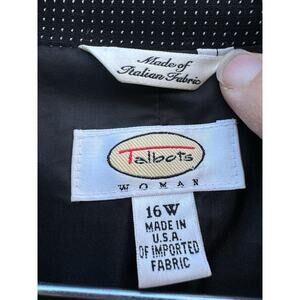 Made of
Italian Fabric
Talbots
WOMAN
16W
MADE IN
U.S.A.
OF IMPORTED
FABRIC